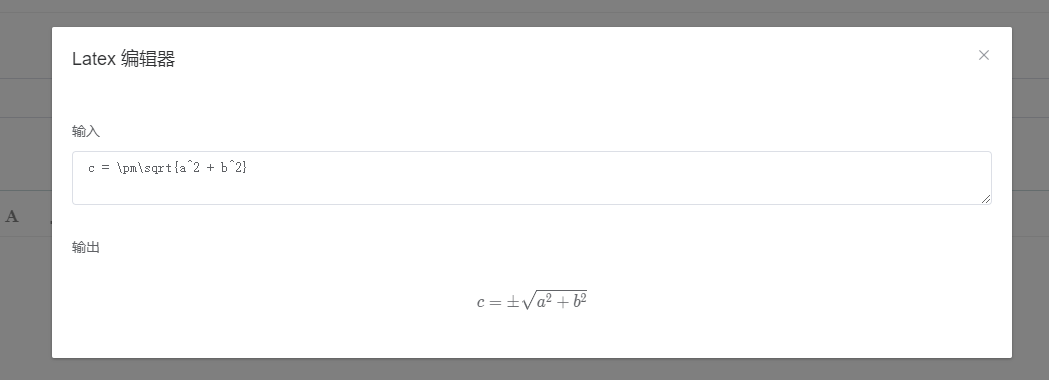 Latex 编辑器
输入
c = \pm\sqrt{a^2 + b^2}
A
输出
c = ±√a² + b²